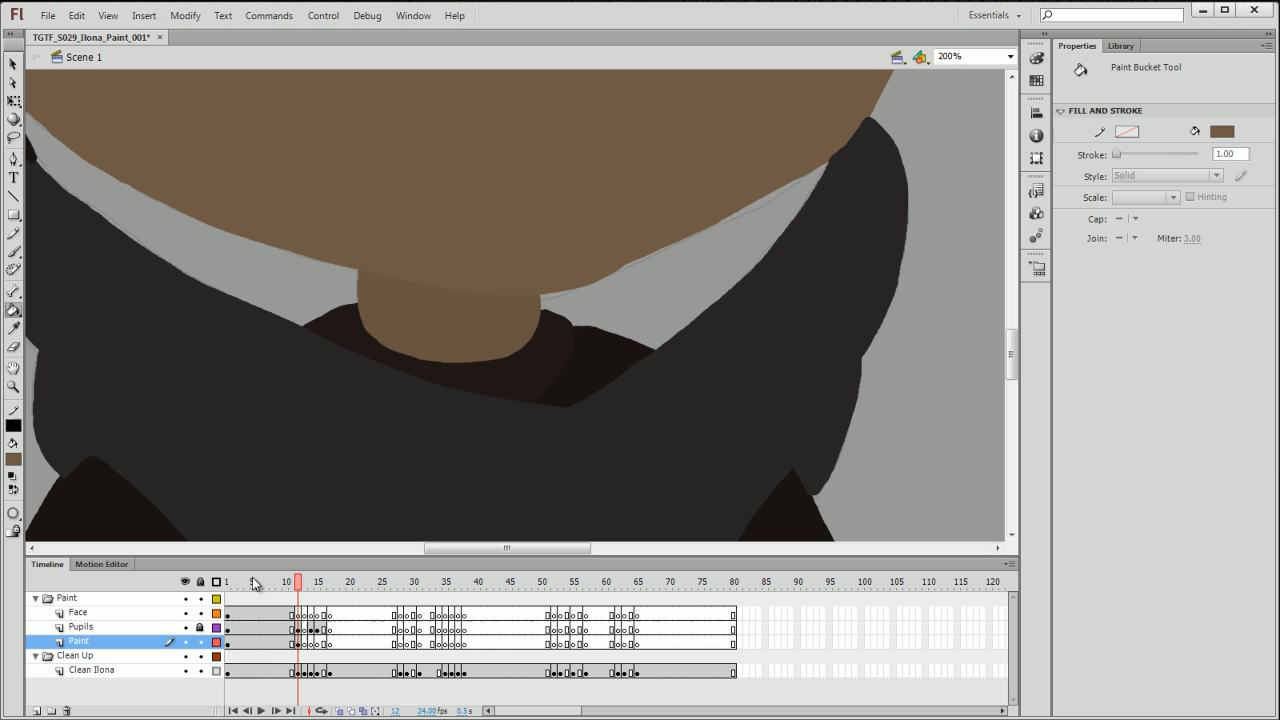 Fl File Edit View Insert Modify Text Commands Control Debug Window Help Essentials
TGTF_S029_Ilona_Paint_001* ×
Scene 1 200%
Properties Library
Paint Bucket Tool
FILL AND STROKE
Stroke: 1.00
Style: Solid
Scale: Hinting
Cap:
Join: Miter: 3.00
Timeline Motion Editor
1 5 10 15 20 25 30 35 40 45 50 55 60 65 70 75 80 85 90 95 100 105 110 115 120
Paint
Face
Pupils
Paint
Clean Up
Clean Ilona
12 24.00fps 0.5s